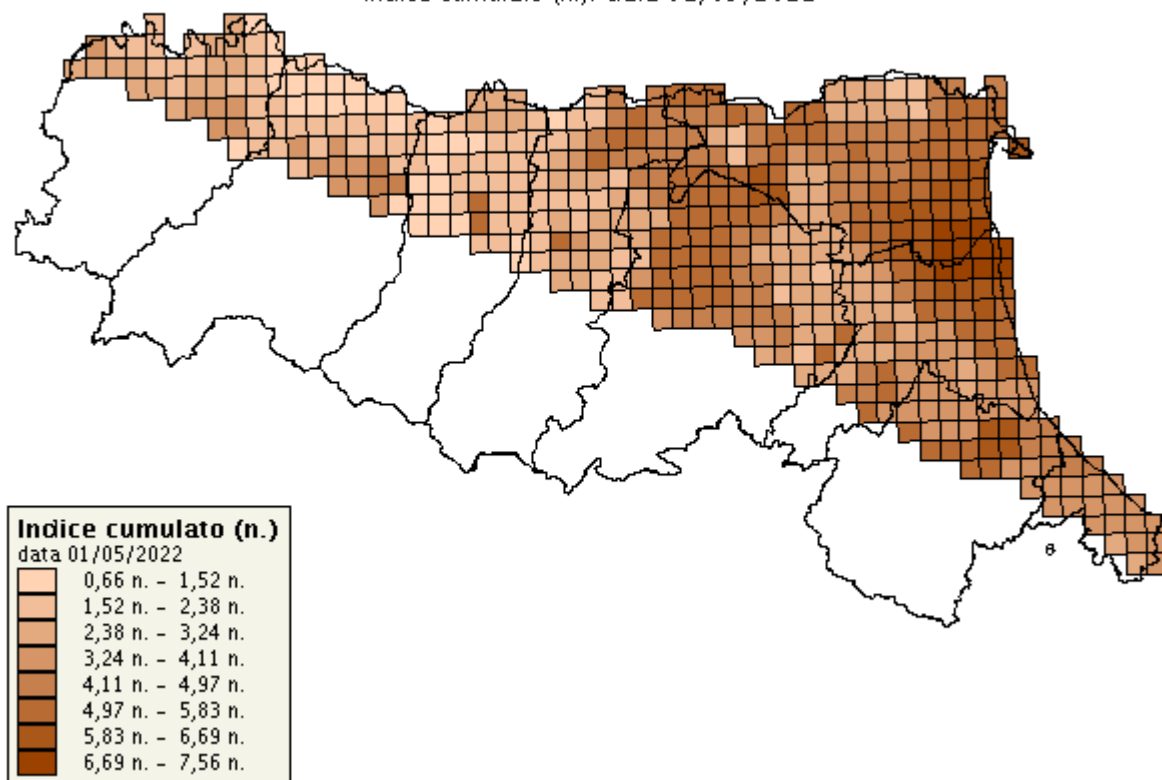 Indice cumulato (n.)
data 01/05/2022
0,66 n. - 1,52 n.
1,52 n. - 2,38 n.
2,38 n. - 3,24 n.
3,24 n. - 4,11 n.
4,11 n. - 4,97 n.
4,97 n. - 5,83 n.
5,83 n. - 6,69 n.
6,69 n. - 7,56 n.